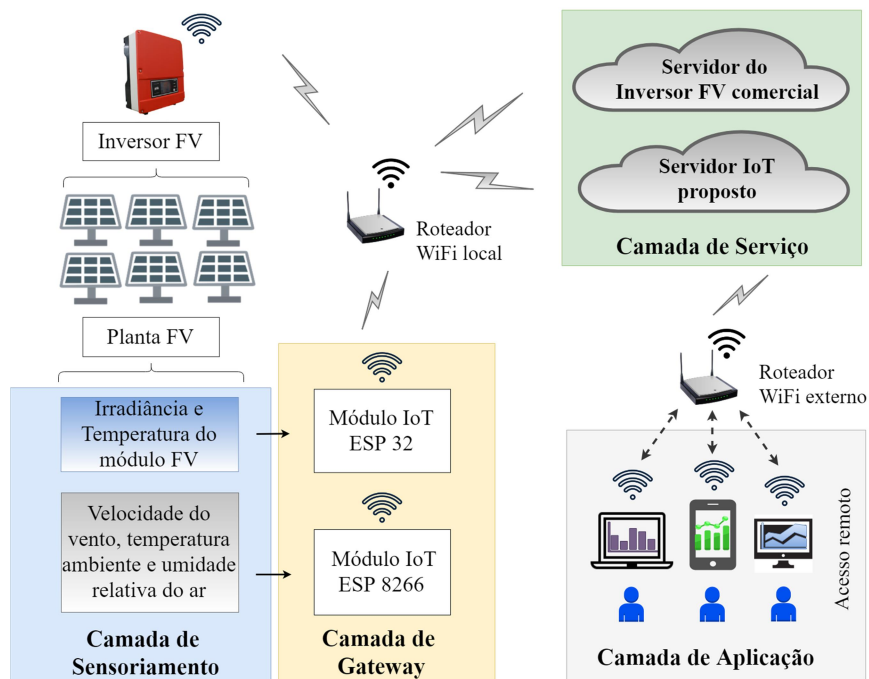 Inversor FV
Planta FV
Irradiância e
Temperatura do
módulo FV
Velocidade do
vento, temperatura
ambiente e umidade
relativa do ar
Camada de
Sensoriamento
Módulo IoT
ESP 32
Módulo IoT
ESP 8266
Camada de
Gateway
Roteador
WiFi local
Servidor do
Inversor FV comercial
Servidor IoT
proposto
Camada de Serviço
Roteador
WiFi externo
Acesso remoto
Camada de Aplicação